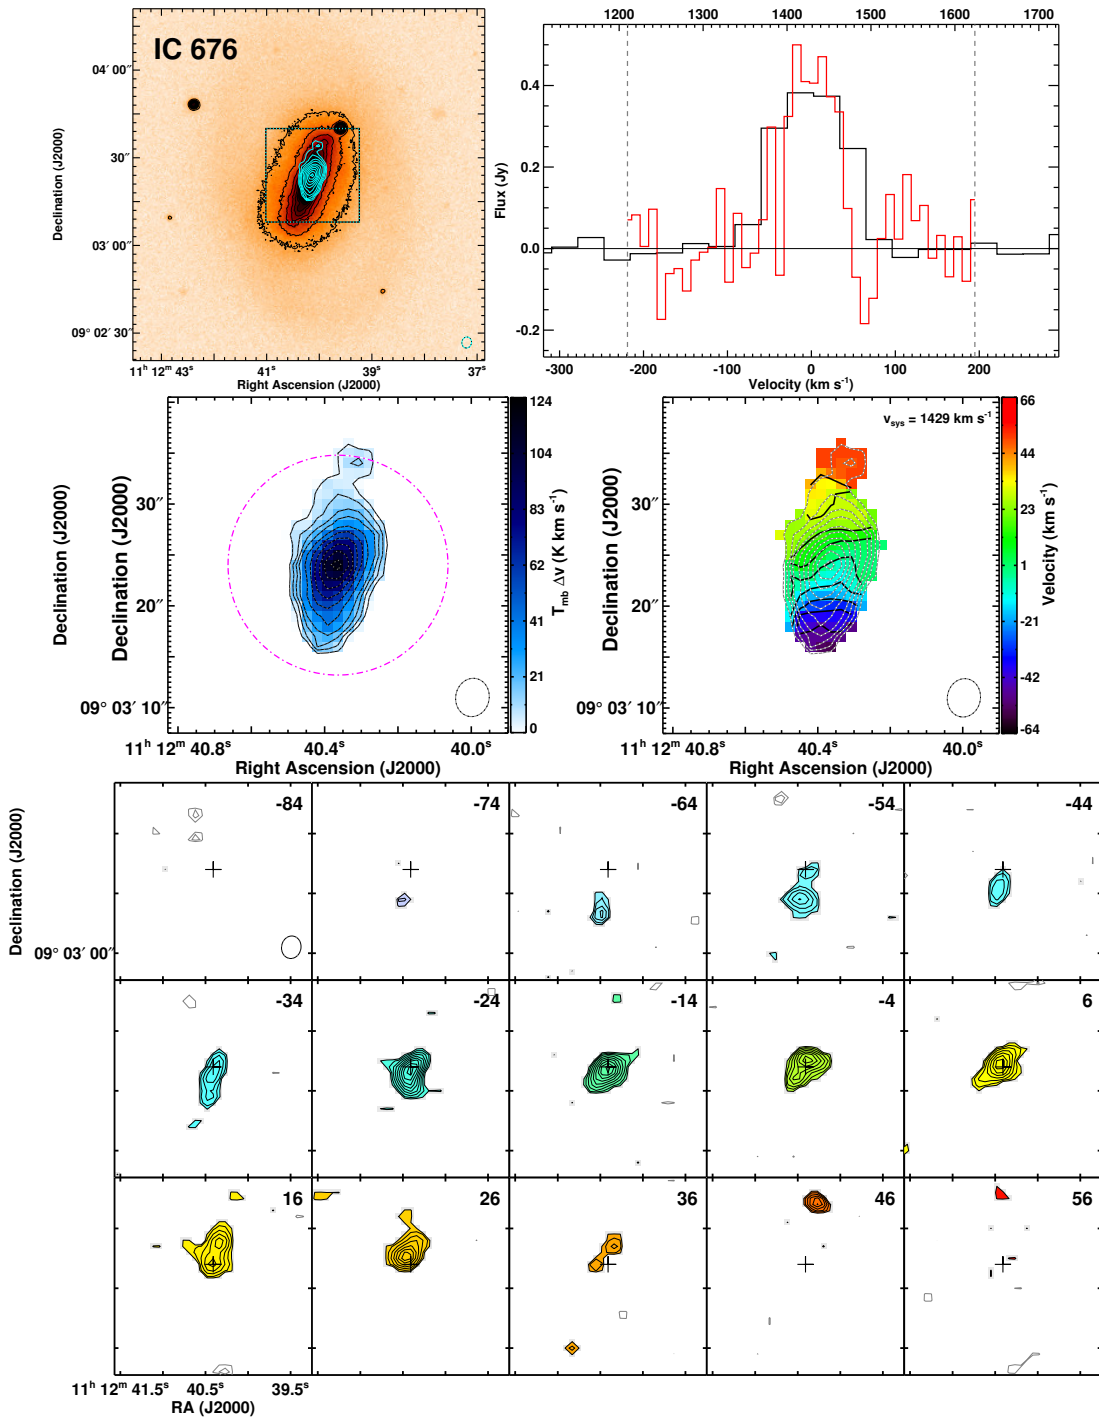 IC 676
04′ 00″
30″
03′ 00″
09° 02′ 30″
11ʰ 12ᵐ 43ˢ 41ˢ 39ˢ 37ˢ
Right Ascension (J2000)
Declination (J2000)
1200 1300 1400 1500 1600 1700
0.4
0.2
0.0
-0.2
Flux (Jy)
-300 -200 -100 0 100 200
Velocity (km s⁻¹)
Declination (J2000)
Declination (J2000)
30″
20″
09° 03′ 10″
11ʰ 12ᵐ 40.8ˢ 40.4ˢ 40.0ˢ
Right Ascension (J2000)
124
104
83
62
41
21
0
T_mb Δv (K km s⁻¹)
v_sys = 1429 km s⁻¹
Declination (J2000)
30″
20″
09° 03′ 10″
11ʰ 12ᵐ 40.8ˢ 40.4ˢ 40.0ˢ
Right Ascension (J2000)
66
44
23
1
-21
-42
-64
Velocity (km s⁻¹)
Declination (J2000)
-84 -74 -64 -54 -44
09° 03′ 00″
-34 -24 -14 -4 6
16 26 36 46 56
11ʰ 12ᵐ 41.5ˢ 40.5ˢ 39.5ˢ
RA (J2000)